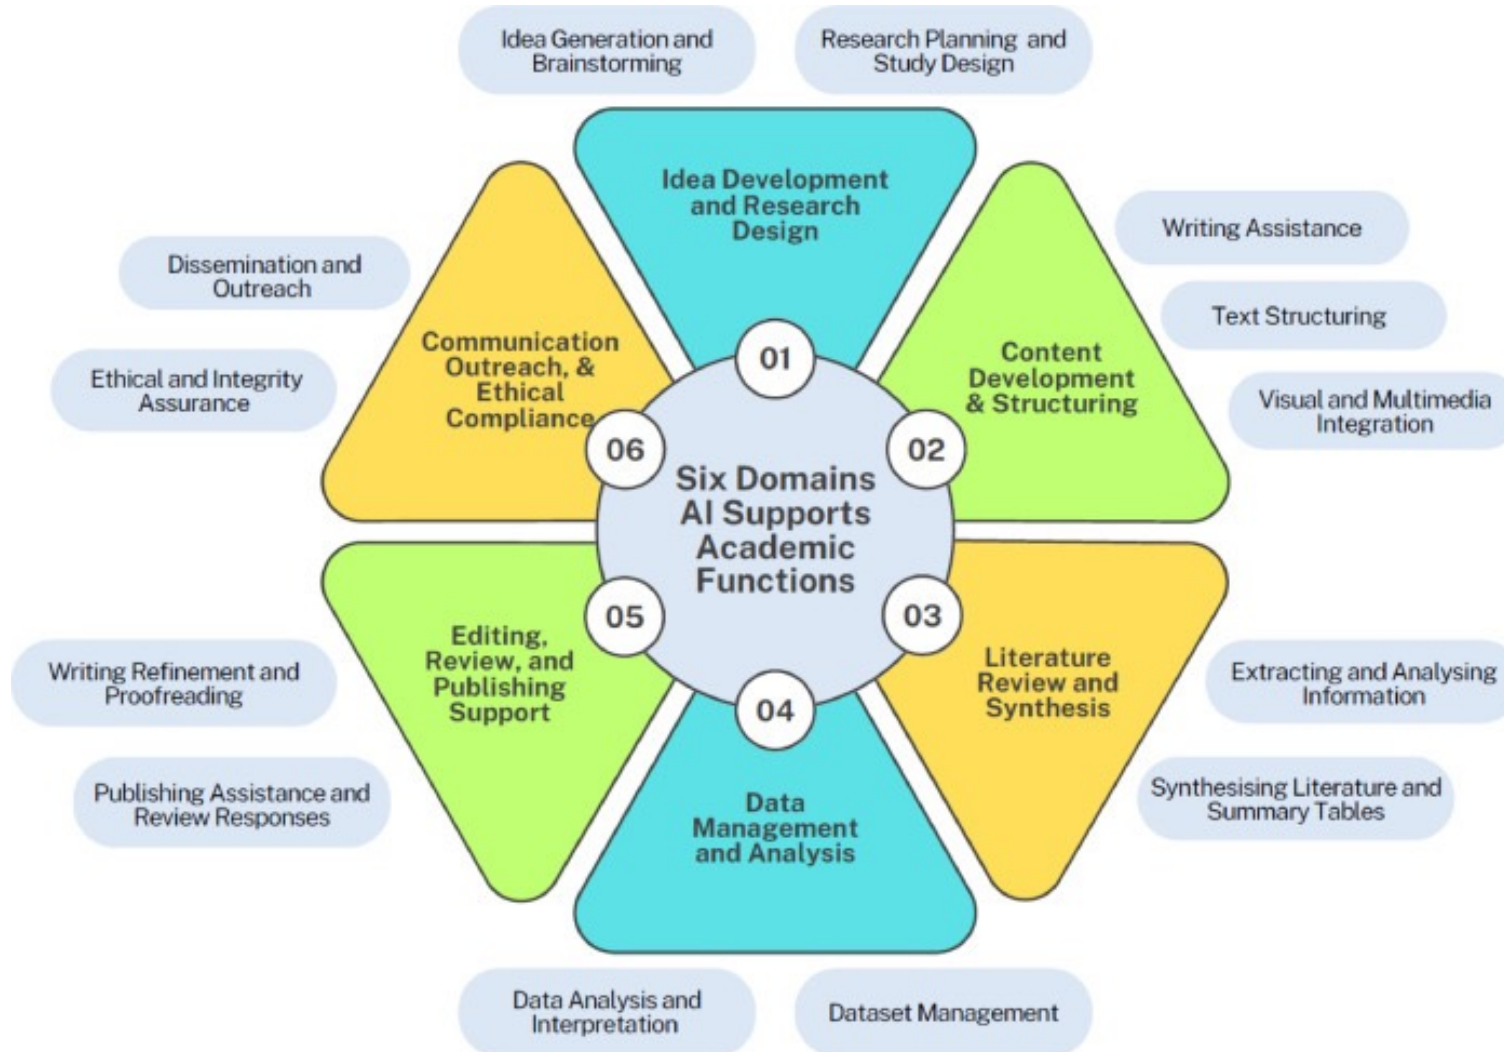 Idea Generation and
Brainstorming
Research Planning and
Study Design
Idea Development
and Research
Design
01
Writing Assistance
Text Structuring
Visual and Multimedia
Integration
Content
Development
& Structuring
02
Extracting and Analysing
Information
Synthesising Literature and
Summary Tables
Literature
Review and
Synthesis
03
Data
Management
and Analysis
04
Data Analysis and
Interpretation
Dataset Management
Editing,
Review, and
Publishing
Support
05
Writing Refinement and
Proofreading
Publishing Assistance and
Review Responses
Communication
Outreach, &
Ethical
Compliance
06
Dissemination and
Outreach
Ethical and Integrity
Assurance
Six Domains
AI Supports
Academic
Functions